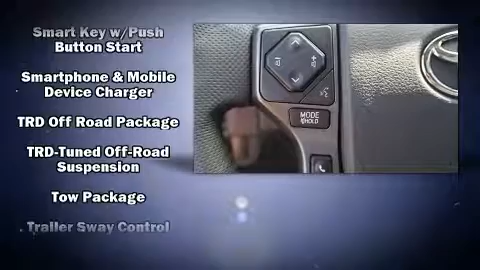 Smart Key w/Push
Button Start
Smartphone & Mobile
Device Charger
TRD Off Road Package
TRD-Tuned Off-Road
Suspension
Tow Package
Trailer Sway Control
MODE
HOLD